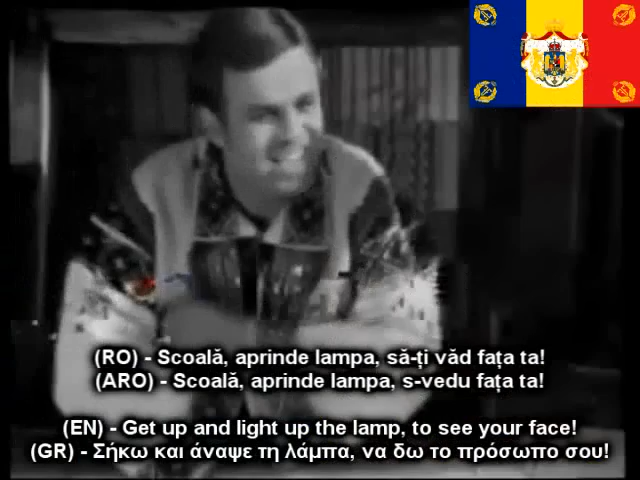 (RO) - Scoală, aprinde lampa, să-ți văd fața ta!
(ARO) - Scoală, aprinde lampa, s-vedu fața ta!
(EN) - Get up and light up the lamp, to see your face!
(GR) - Σήκω και άναψε τη λάμπα, να δω το πρόσωπο σου!